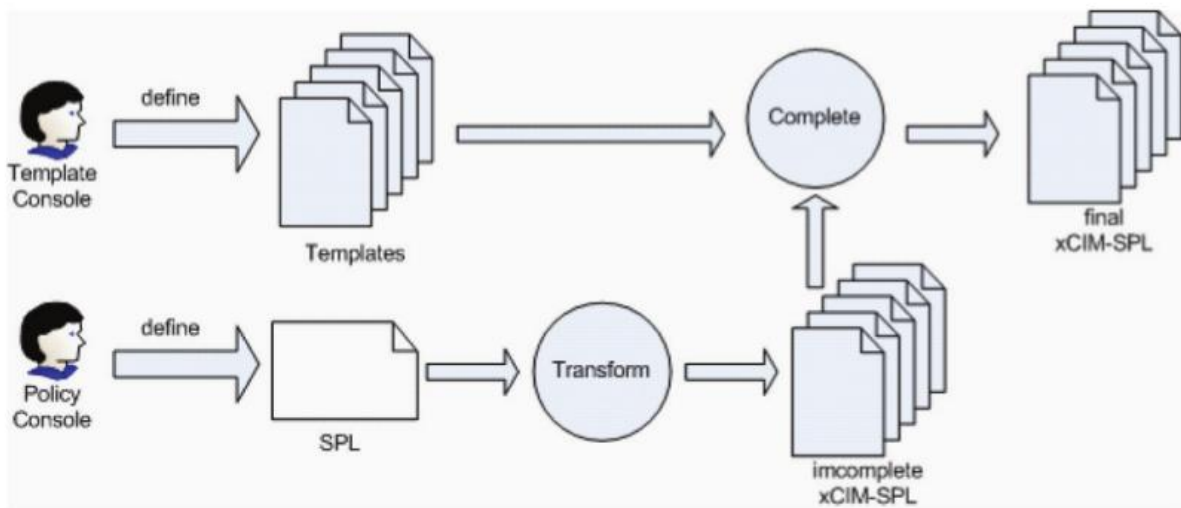 define
Template
Console
Templates
Complete
final
xCIM-SPL
define
Policy
Console
SPL
Transform
imcomplete
xCIM-SPL